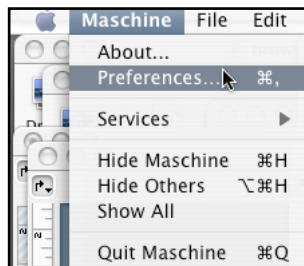 Maschine File Edit
About...
Preferences... ⌘,
Services ▶
Hide Maschine ⌘H
Hide Others ⌥⌘H
Show All
Quit Maschine ⌘Q